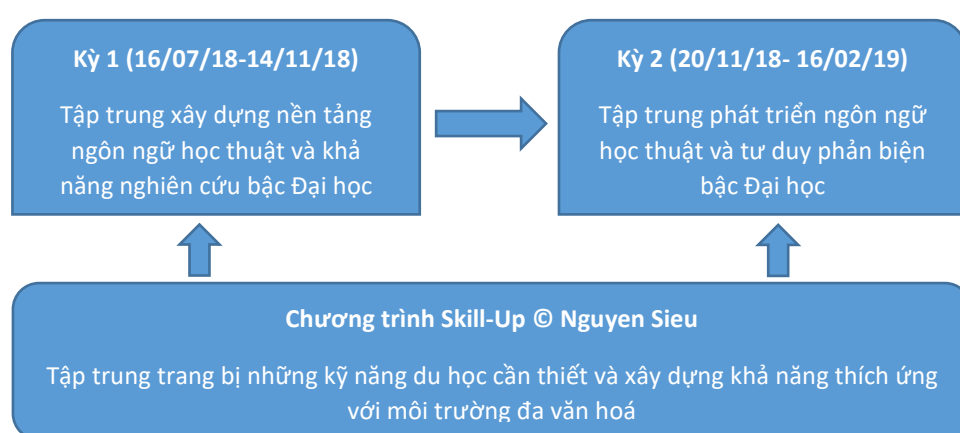 Kỳ 1 (16/07/18-14/11/18)
Tập trung xây dựng nền tảng
ngôn ngữ học thuật và khả
năng nghiên cứu bậc Đại học
Kỳ 2 (20/11/18- 16/02/19)
Tập trung phát triển ngôn ngữ
học thuật và tư duy phản biện
bậc Đại học
Chương trình Skill-Up © Nguyen Sieu
Tập trung trang bị những kỹ năng du học cần thiết và xây dựng khả năng thích ứng
với môi trường đa văn hoá